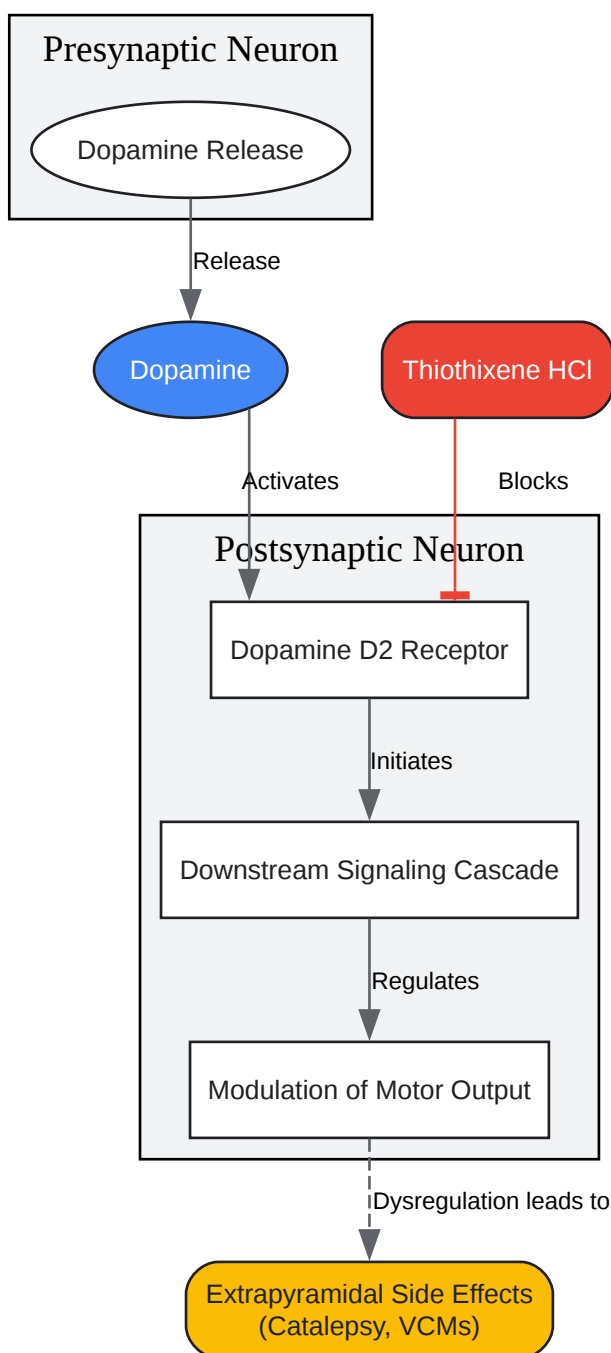 Presynaptic Neuron
Dopamine Release
Release
Dopamine
Thiothixene HCl
Activates
Blocks
Postsynaptic Neuron
Dopamine D2 Receptor
Initiates
Downstream Signaling Cascade
Regulates
Modulation of Motor Output
Dysregulation leads to
Extrapyramidal Side Effects
(Catalepsy, VCMs)